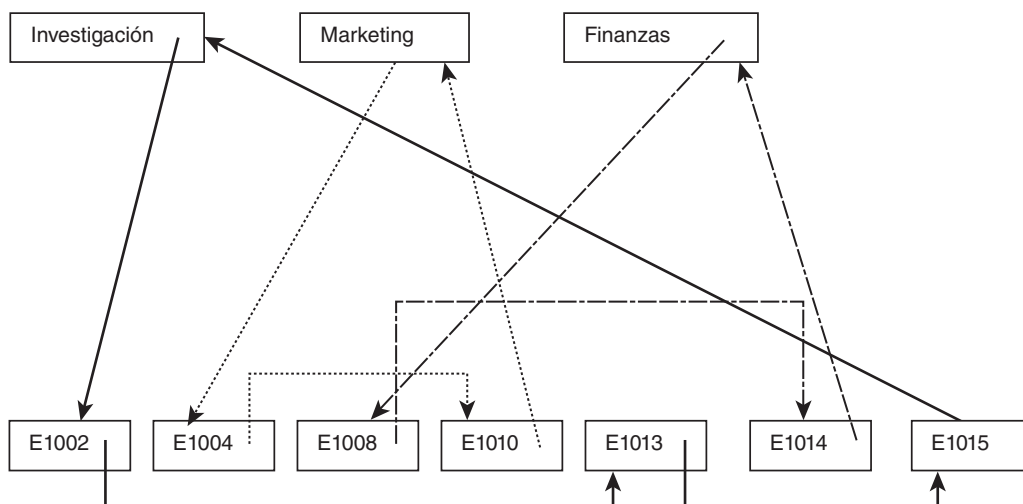 Investigación
Marketing
Finanzas
E1002
E1004
E1008
E1010
E1013
E1014
E1015